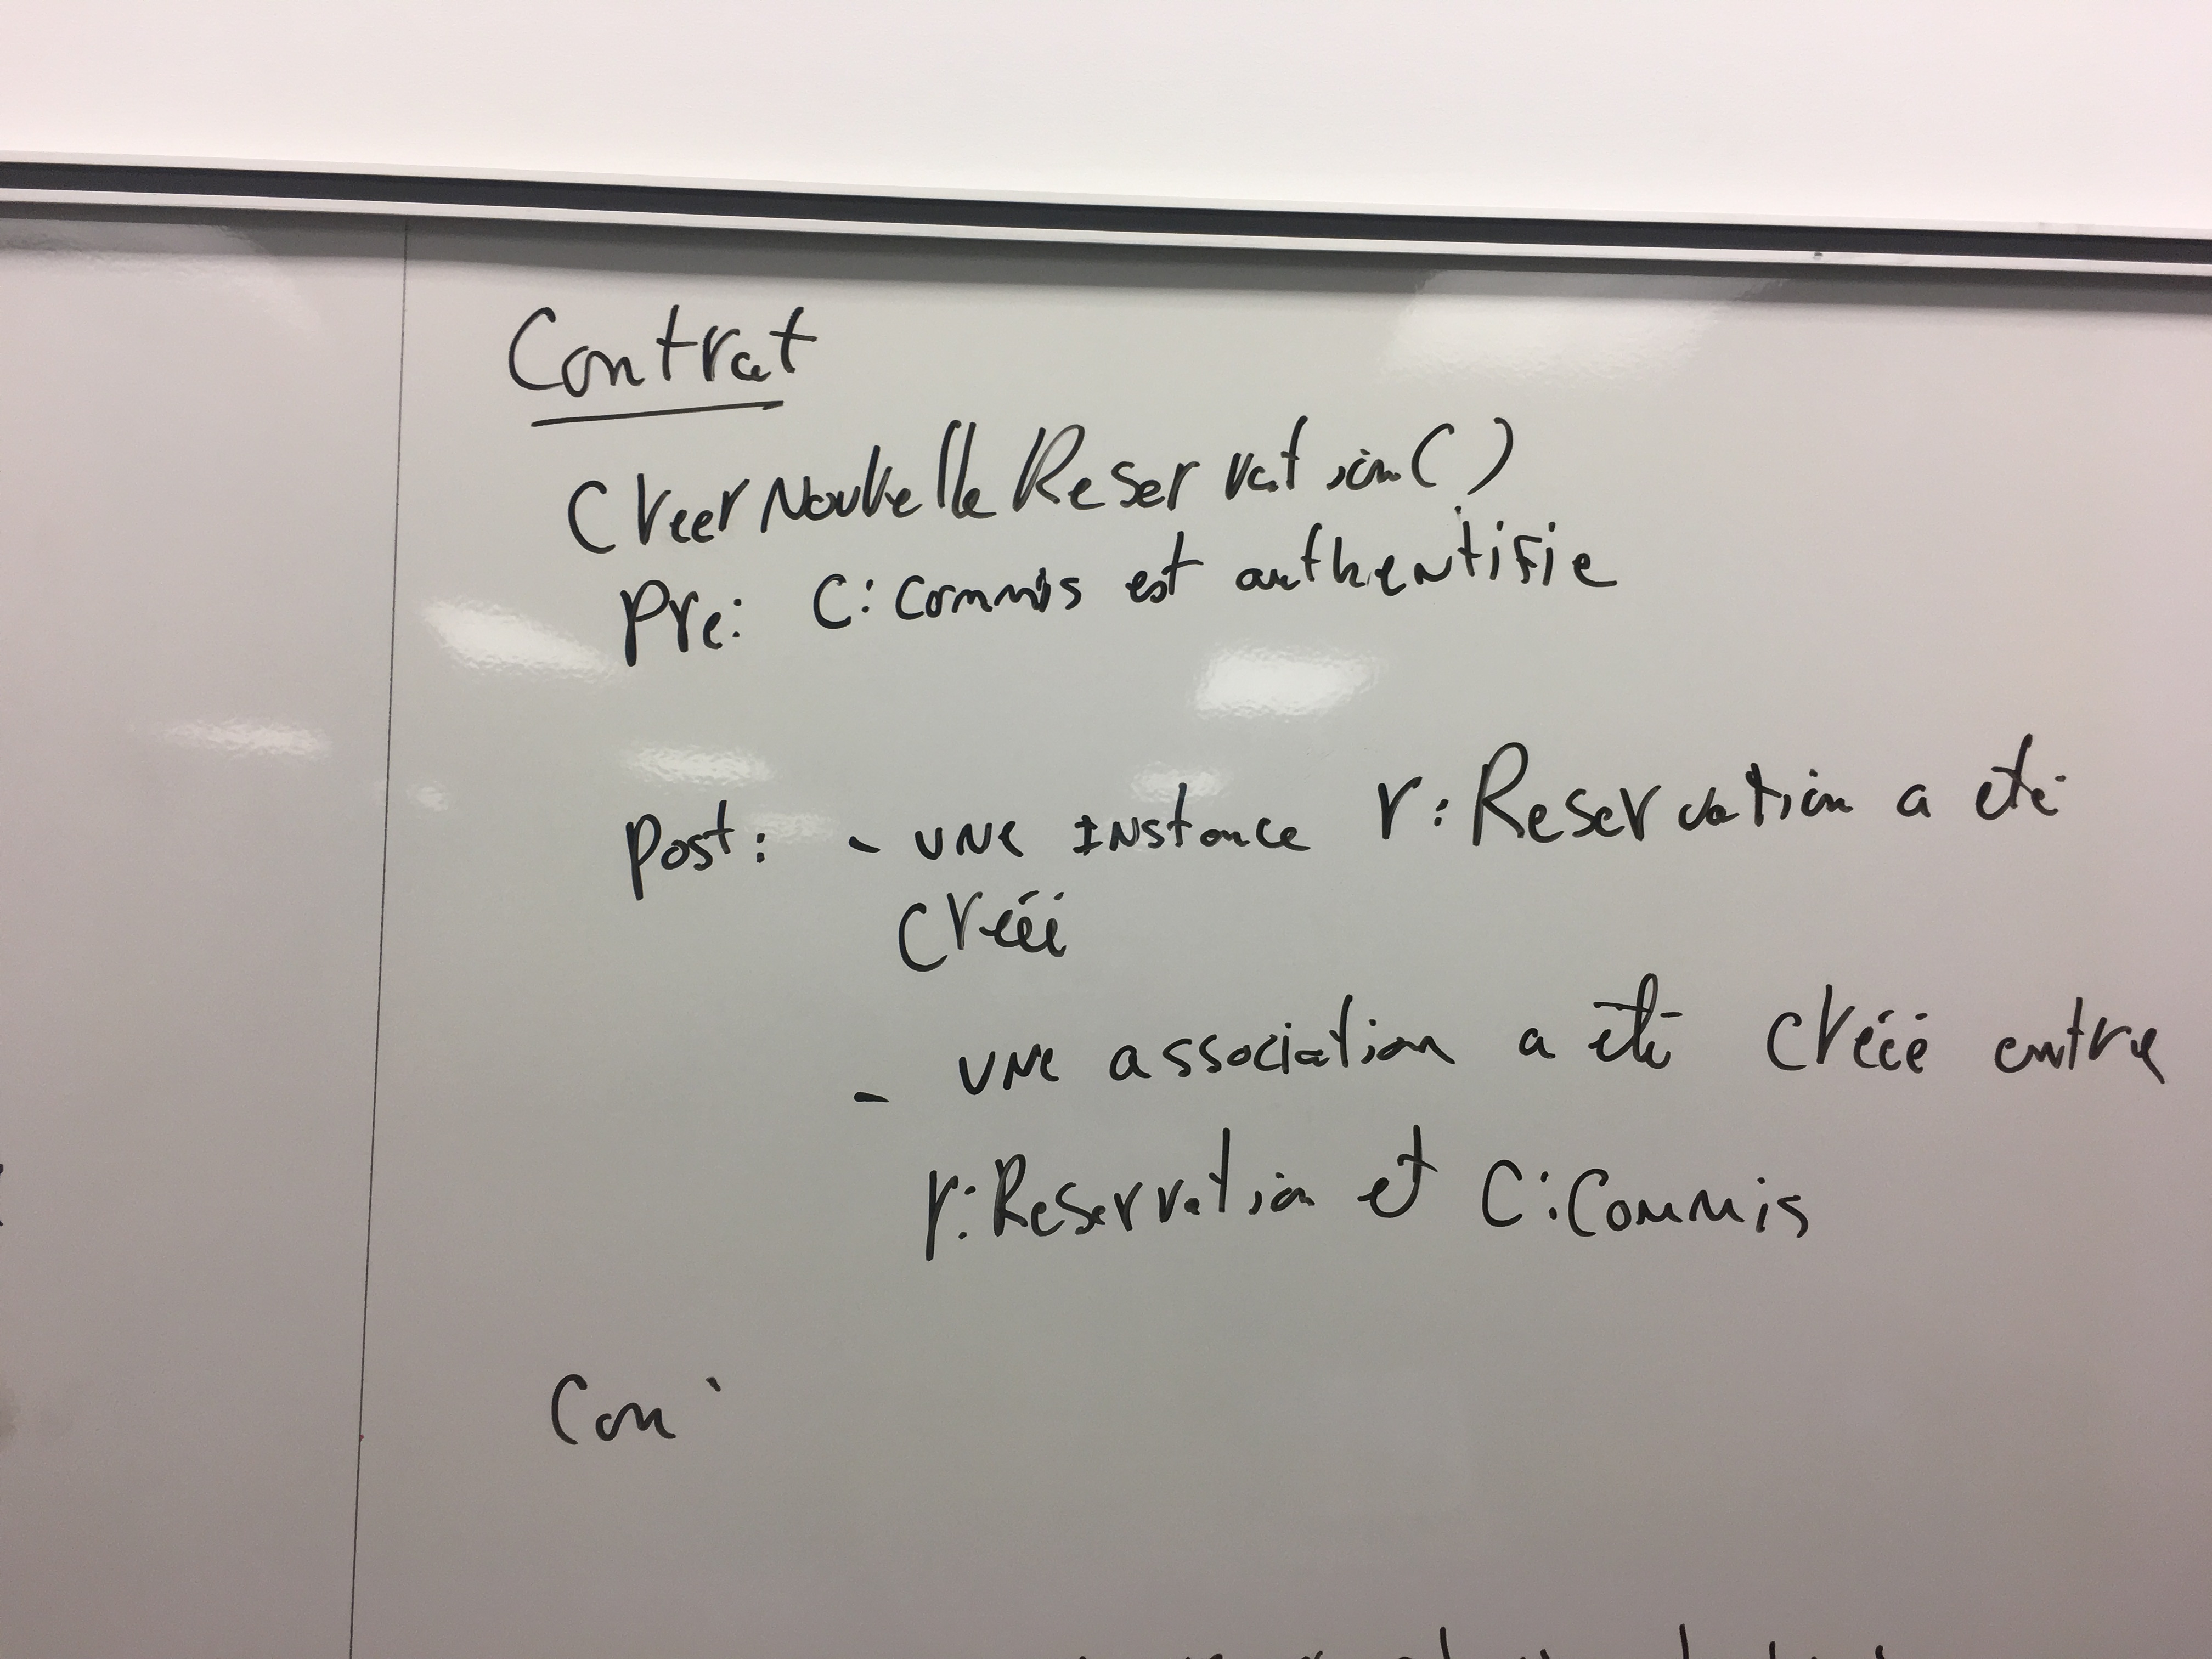 Contrat
CreerNouvelleReservation()
Pre: C:Commis est authentifie
Post: - une instance r:Reservation a été
créée
- une association a été créée entre
r:Reservation et C:Commis
Con